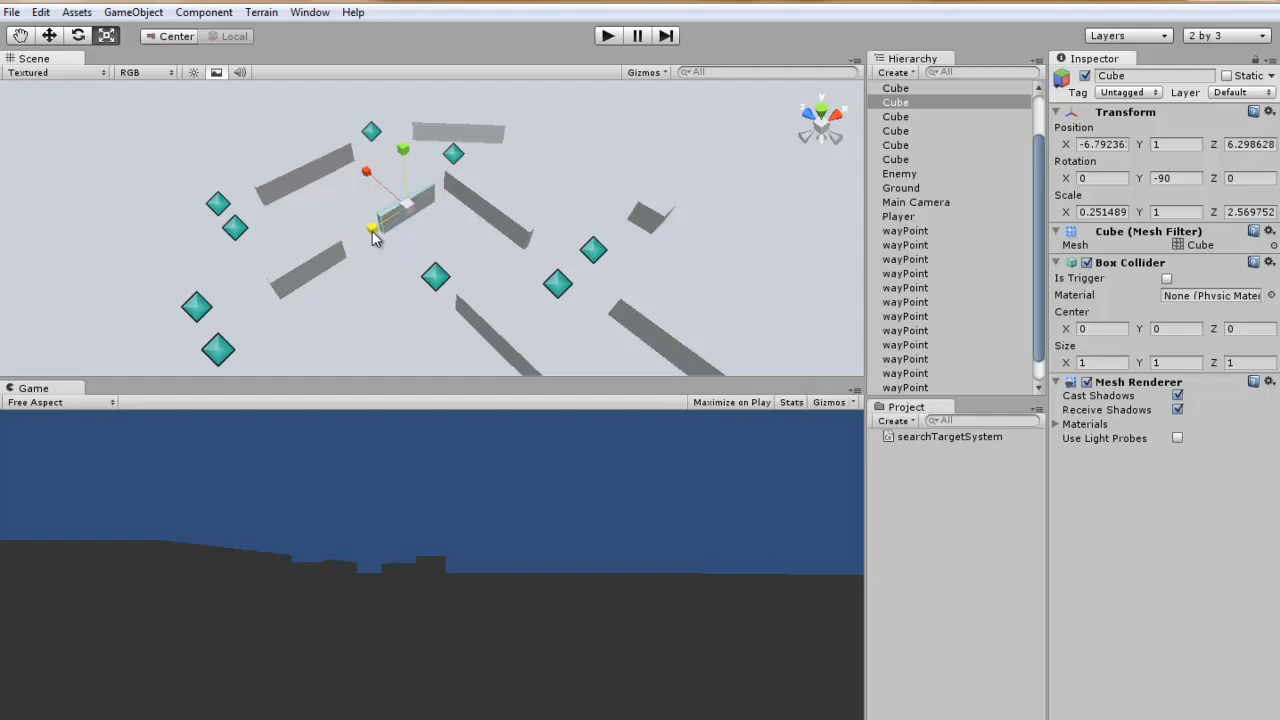 File Edit Assets GameObject Component Terrain Window Help
Center Local Layers 2 by 3
Scene
Textured RGB Gizmos All
y
x
z
Game
Free Aspect Maximize on Play Stats Gizmos
Hierarchy
Create All
Cube
Cube
Cube
Cube
Cube
Cube
Enemy
Ground
Main Camera
Player
wayPoint
wayPoint
wayPoint
wayPoint
wayPoint
wayPoint
wayPoint
wayPoint
wayPoint
wayPoint
wayPoint
wayPoint
Project
Create All
searchTargetSystem
Inspector
Cube Static
Tag Untagged Layer Default
Transform
Position
X -6.79236 Y 1 Z 6.298628
Rotation
X 0 Y -90 Z 0
Scale
X 0.251489 Y 1 Z 2.569752
Cube (Mesh Filter)
Mesh Cube
Box Collider
Is Trigger
Material None (Physic Mater
Center
X 0 Y 0 Z 0
Size
X 1 Y 1 Z 1
Mesh Renderer
Cast Shadows
Receive Shadows
Materials
Use Light Probes